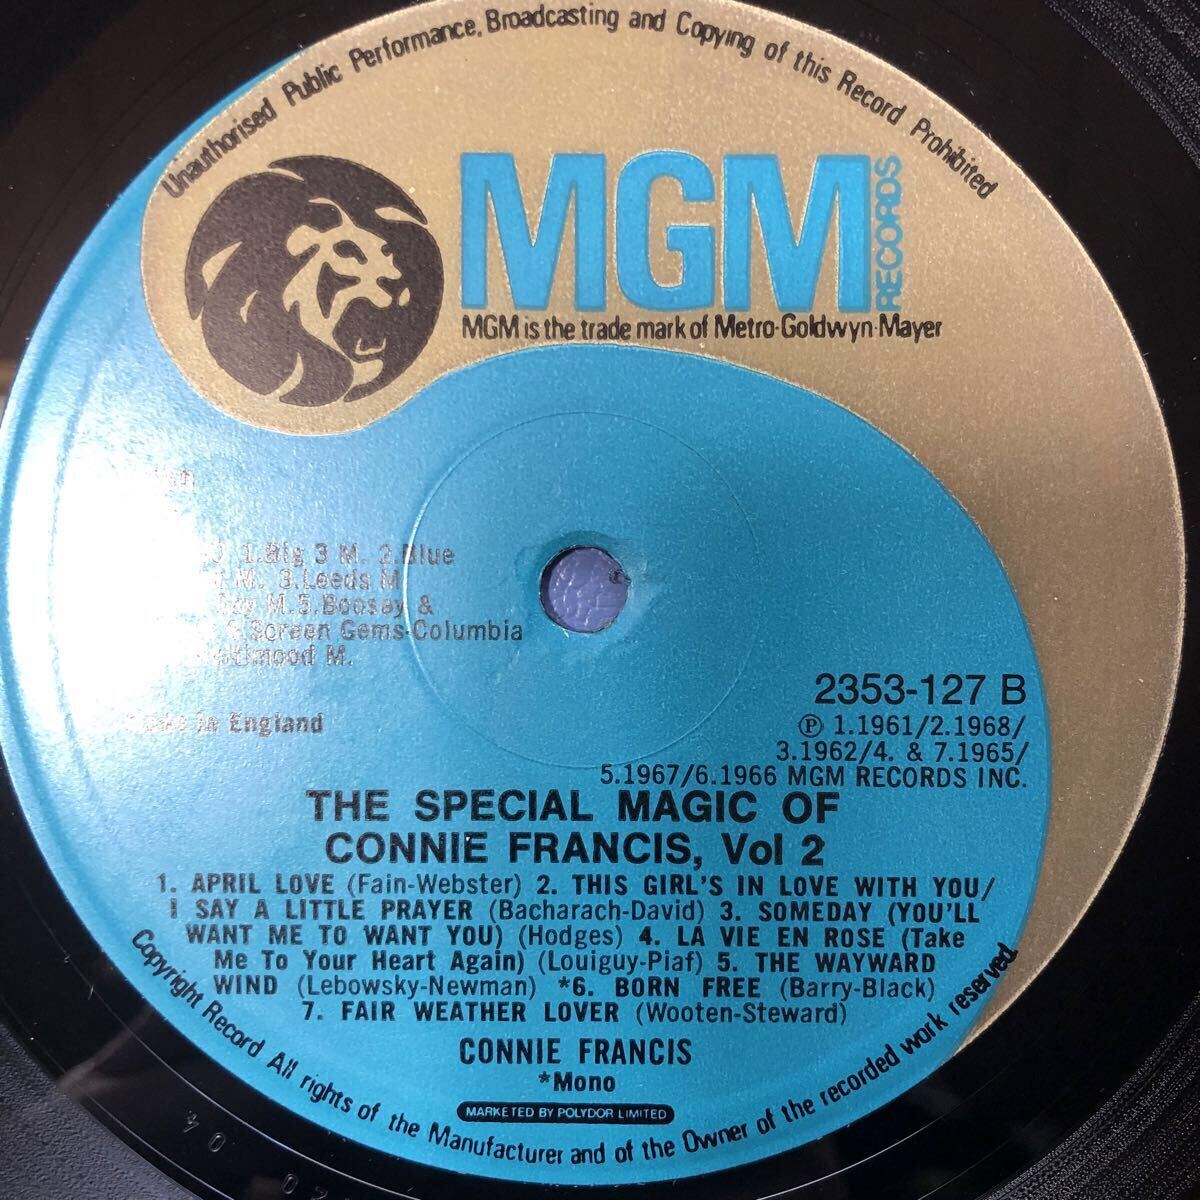 Unauthorised Public Performance, Broadcasting and Copying of this Record Prohibited
MGM
RECORDS
MGM is the trade mark of Metro-Goldwyn-Mayer
1.Big 3 M. 2.Blue
M. 3.Leeds M
M.5.Boosey &
6.Screen Gems-Columbia
M.
Made in England
2353-127 B
℗ 1.1961/2.1968/
3.1962/4. & 7.1965/
5.1967/6.1966 MGM RECORDS INC.
THE SPECIAL MAGIC OF
CONNIE FRANCIS, Vol 2
1. APRIL LOVE (Fain-Webster) 2. THIS GIRL'S IN LOVE WITH YOU/
I SAY A LITTLE PRAYER (Bacharach-David) 3. SOMEDAY (YOU'LL
WANT ME TO WANT YOU) (Hodges) 4. LA VIE EN ROSE (Take
Me To Your Heart Again) (Louiguy-Piaf) 5. THE WAYWARD
WIND (Lebowsky-Newman) *6. BORN FREE (Barry-Black)
7. FAIR WEATHER LOVER (Wooten-Steward)
CONNIE FRANCIS
*Mono
MARKETED BY POLYDOR LIMITED
Copyright Record All rights of the Manufacturer and of the Owner of the recorded work reserved.